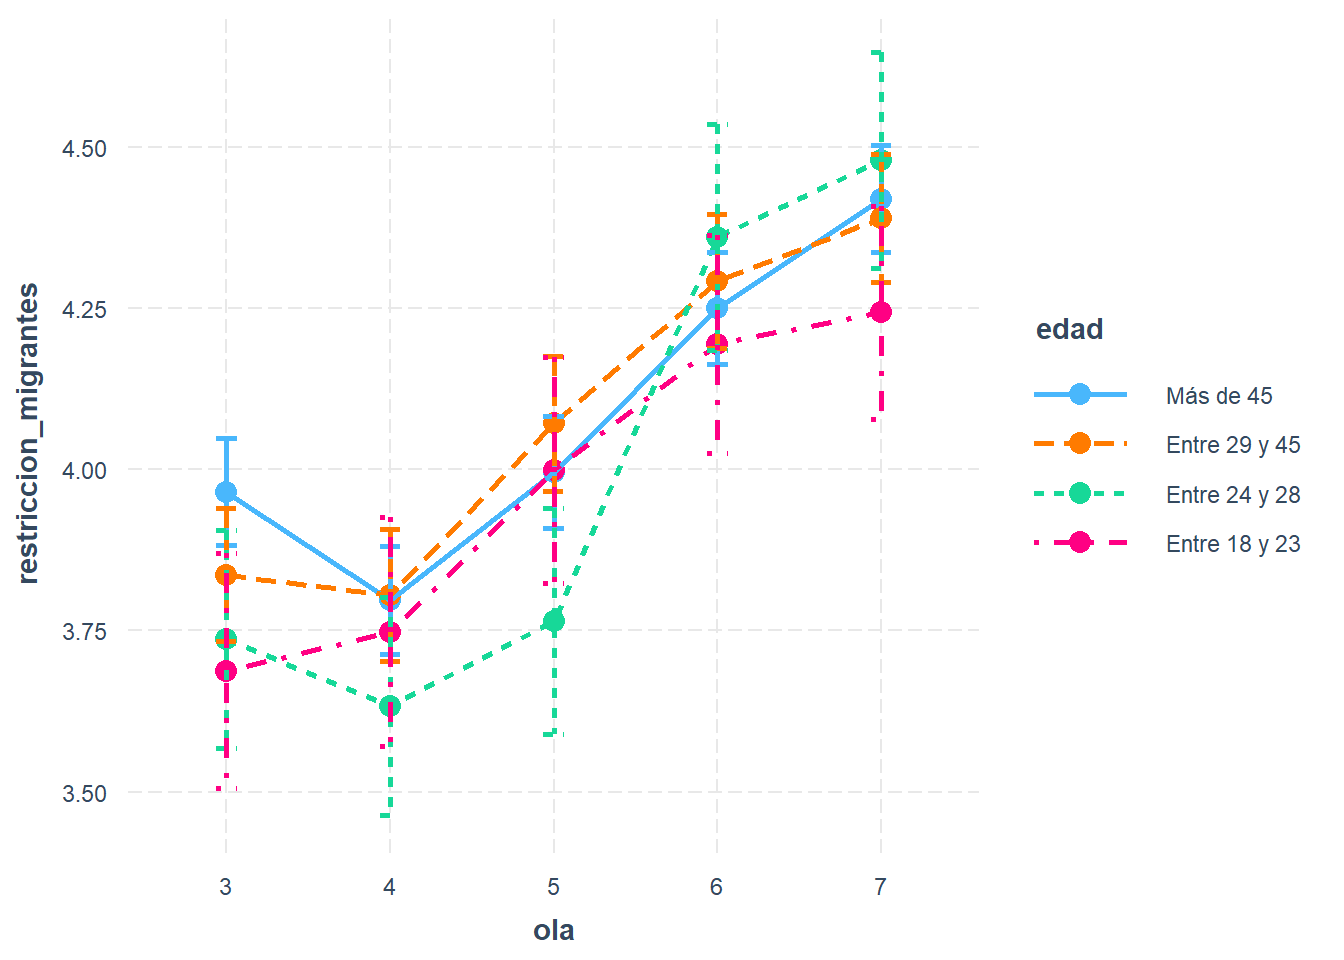 restriccion_migrantes
4.50
4.25
4.00
3.75
3.50
3
4
5
6
7
ola
edad
Más de 45
Entre 29 y 45
Entre 24 y 28
Entre 18 y 23